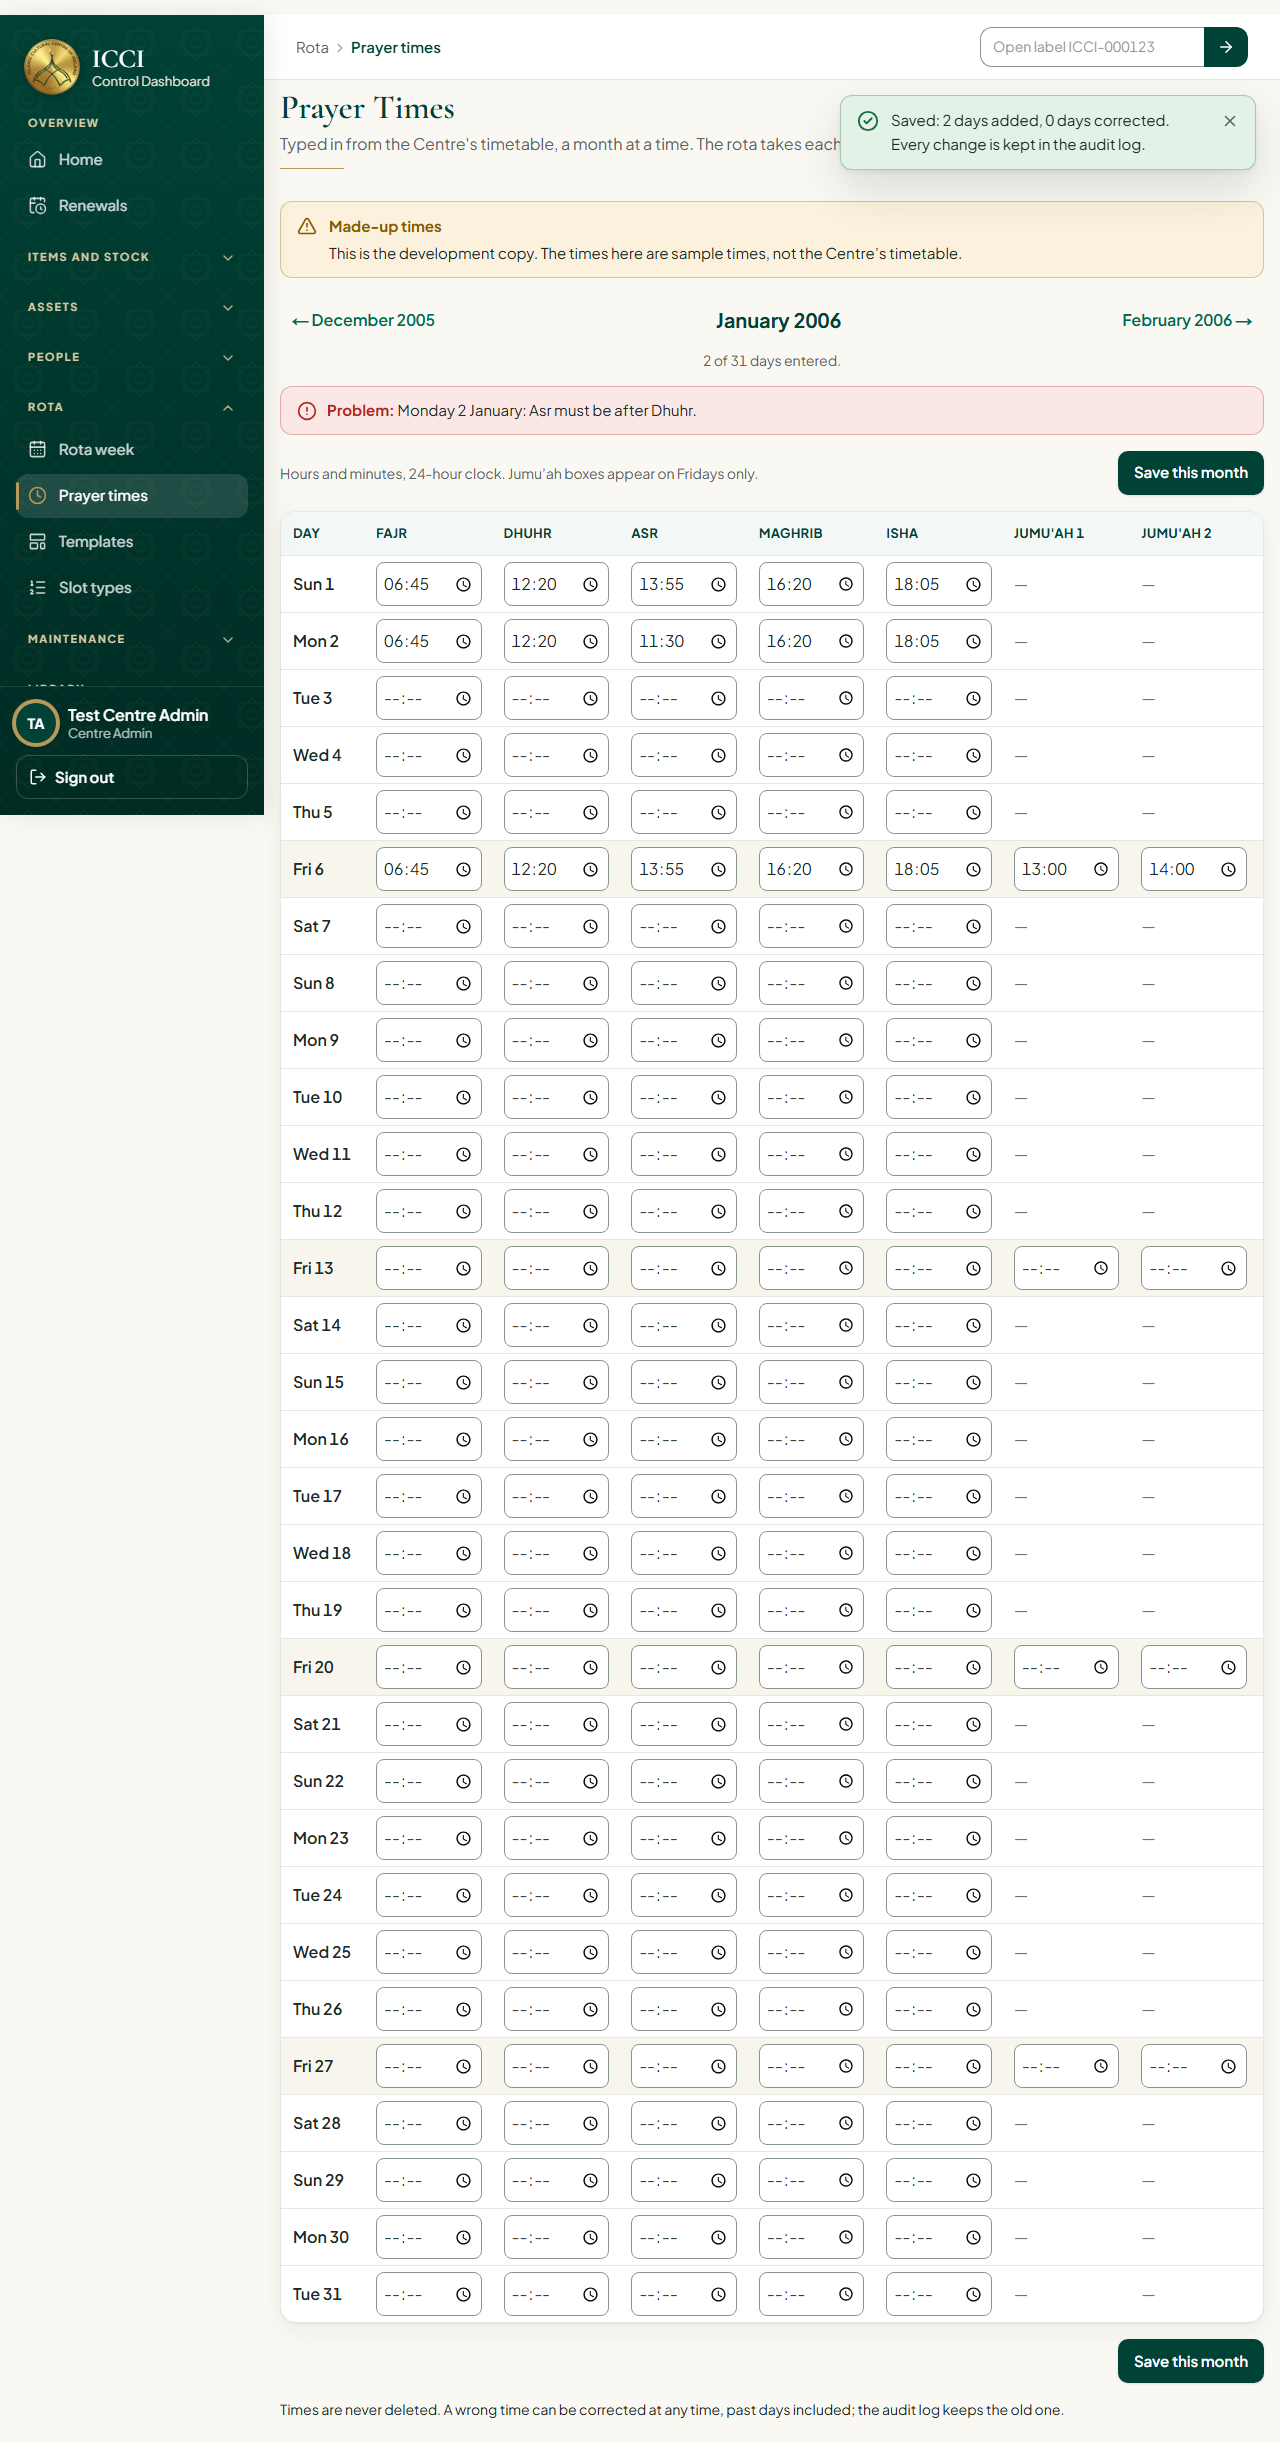 ICCI
Control Dashboard
OVERVIEW
Home
Renewals
ITEMS AND STOCK
ASSETS
PEOPLE
ROTA
Rota week
Prayer times
Templates
Slot types
MAINTENANCE
TA
Test Centre Admin
Centre Admin
Sign out
Rota > Prayer times
Open label ICCI-000123
Prayer Times
Typed in from the Centre's timetable, a month at a time. The rota takes each
Saved: 2 days added, 0 days corrected.
Every change is kept in the audit log.
Made-up times
This is the development copy. The times here are sample times, not the Centre's timetable.
← December 2005
January 2006
February 2006 →
2 of 31 days entered.
Problem: Monday 2 January: Asr must be after Dhuhr.
Hours and minutes, 24-hour clock. Jumu'ah boxes appear on Fridays only.
Save this month
DAY FAJR DHUHR ASR MAGHRIB ISHA JUMU'AH 1 JUMU'AH 2
Sun 1 06:45 12:20 13:55 16:20 18:05 — —
Mon 2 06:45 12:20 11:30 16:20 18:05 — —
Tue 3 --:-- --:-- --:-- --:-- --:-- — —
Wed 4 --:-- --:-- --:-- --:-- --:-- — —
Thu 5 --:-- --:-- --:-- --:-- --:-- — —
Fri 6 06:45 12:20 13:55 16:20 18:05 13:00 14:00
Sat 7 --:-- --:-- --:-- --:-- --:-- — —
Sun 8 --:-- --:-- --:-- --:-- --:-- — —
Mon 9 --:-- --:-- --:-- --:-- --:-- — —
Tue 10 --:-- --:-- --:-- --:-- --:-- — —
Wed 11 --:-- --:-- --:-- --:-- --:-- — —
Thu 12 --:-- --:-- --:-- --:-- --:-- — —
Fri 13 --:-- --:-- --:-- --:-- --:-- --:-- --:--
Sat 14 --:-- --:-- --:-- --:-- --:-- — —
Sun 15 --:-- --:-- --:-- --:-- --:-- — —
Mon 16 --:-- --:-- --:-- --:-- --:-- — —
Tue 17 --:-- --:-- --:-- --:-- --:-- — —
Wed 18 --:-- --:-- --:-- --:-- --:-- — —
Thu 19 --:-- --:-- --:-- --:-- --:-- — —
Fri 20 --:-- --:-- --:-- --:-- --:-- --:-- --:--
Sat 21 --:-- --:-- --:-- --:-- --:-- — —
Sun 22 --:-- --:-- --:-- --:-- --:-- — —
Mon 23 --:-- --:-- --:-- --:-- --:-- — —
Tue 24 --:-- --:-- --:-- --:-- --:-- — —
Wed 25 --:-- --:-- --:-- --:-- --:-- — —
Thu 26 --:-- --:-- --:-- --:-- --:-- — —
Fri 27 --:-- --:-- --:-- --:-- --:-- --:-- --:--
Sat 28 --:-- --:-- --:-- --:-- --:-- — —
Sun 29 --:-- --:-- --:-- --:-- --:-- — —
Mon 30 --:-- --:-- --:-- --:-- --:-- — —
Tue 31 --:-- --:-- --:-- --:-- --:-- — —
Save this month
Times are never deleted. A wrong time can be corrected at any time, past days included; the audit log keeps the old one.